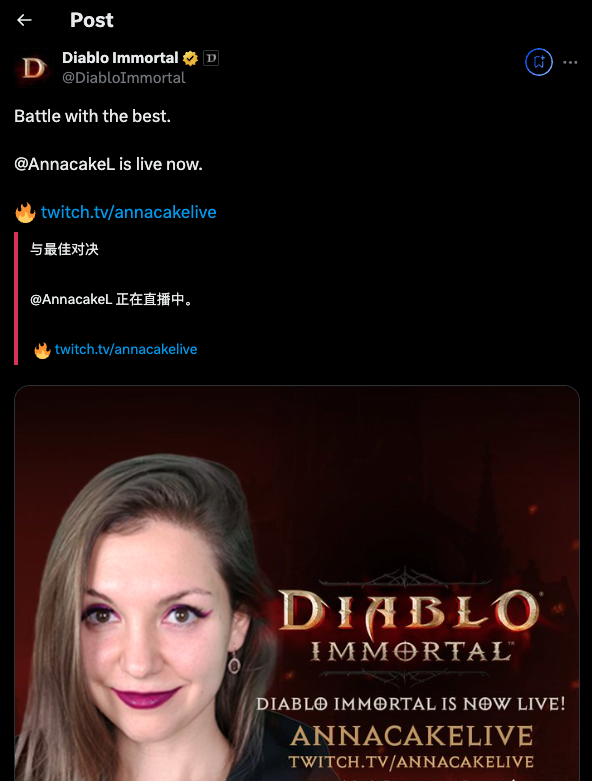 Post
Diablo Immortal
@DiabloImmortal
Battle with the best.
@AnnacakeL is live now.
🔥 twitch.tv/annacakelive
与最佳对决
@AnnacakeL 正在直播中。
🔥 twitch.tv/annacakelive
DIABLO
IMMORTAL™
DIABLO IMMORTAL IS NOW LIVE!
ANNACAKELIVE
TWITCH.TV/ANNACAKELIVE